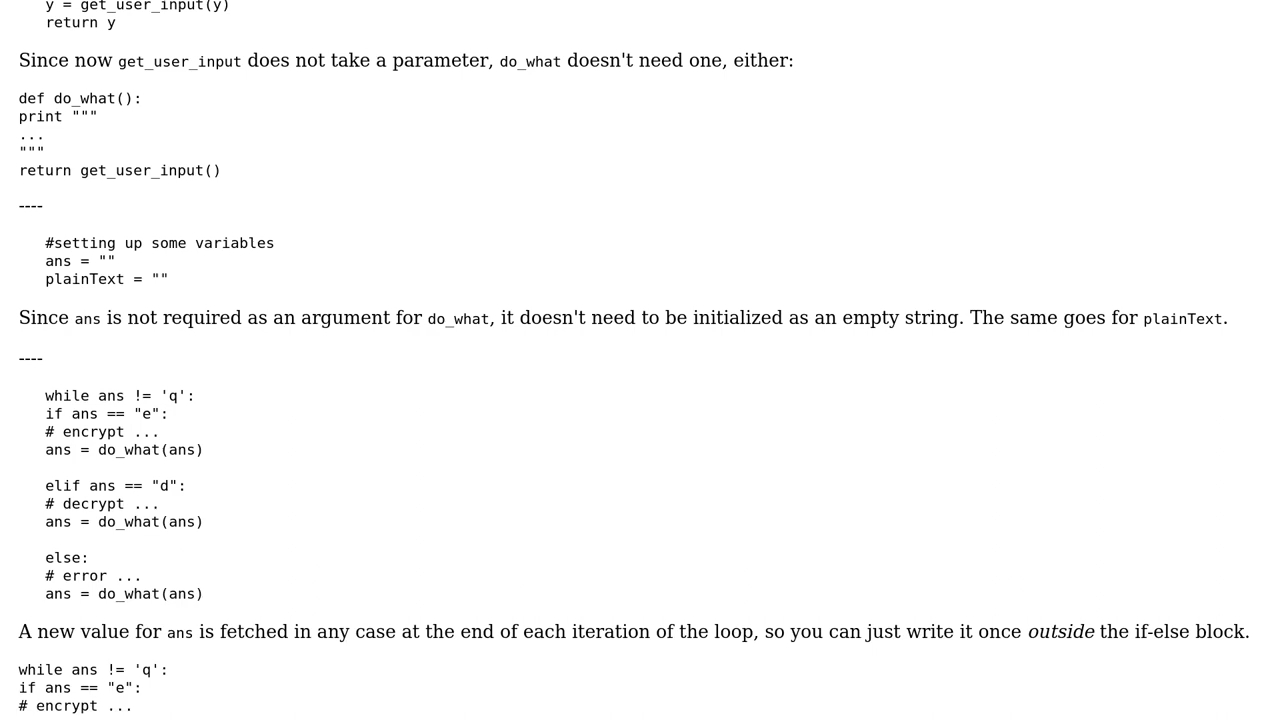 y = get_user_input(y)
return y
Since now get_user_input does not take a parameter, do_what doesn't need one, either:
def do_what():
print """
...
"""
return get_user_input()
----
#setting up some variables
ans = ""
plainText = ""
Since ans is not required as an argument for do_what, it doesn't need to be initialized as an empty string. The same goes for plainText.
----
while ans != 'q':
if ans == "e":
# encrypt ...
ans = do_what(ans)
elif ans == "d":
# decrypt ...
ans = do_what(ans)
else:
# error ...
ans = do_what(ans)
A new value for ans is fetched in any case at the end of each iteration of the loop, so you can just write it once outside the if-else block.
while ans != 'q':
if ans == "e":
# encrypt ...